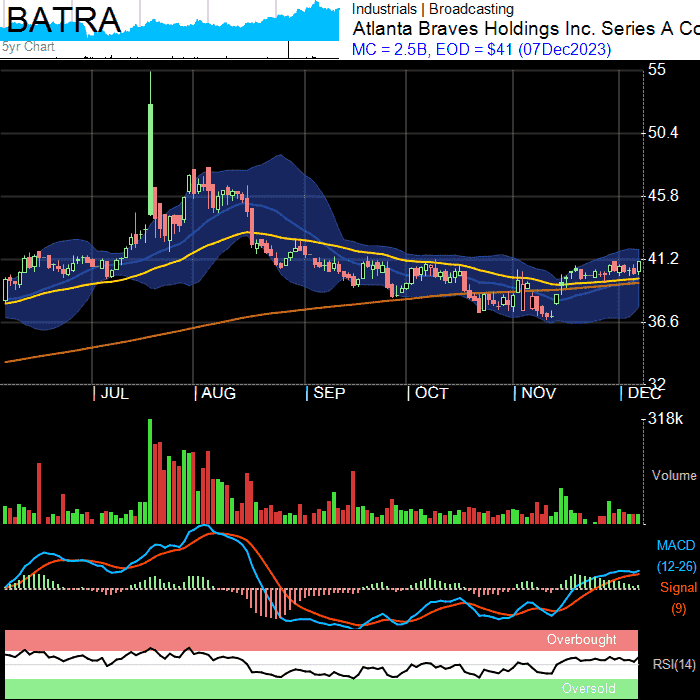 BATRA
5yr Chart
Industrials | Broadcasting
Atlanta Braves Holdings Inc. Series A Co
MC = 2.5B, EOD = $41 (07Dec2023)
55
50.4
45.8
41.2
36.6
32
| JUL | AUG | SEP | OCT | NOV | DEC
318k
Volume
MACD
(12-26)
Signal
(9)
Overbought
RSI(14)
Oversold